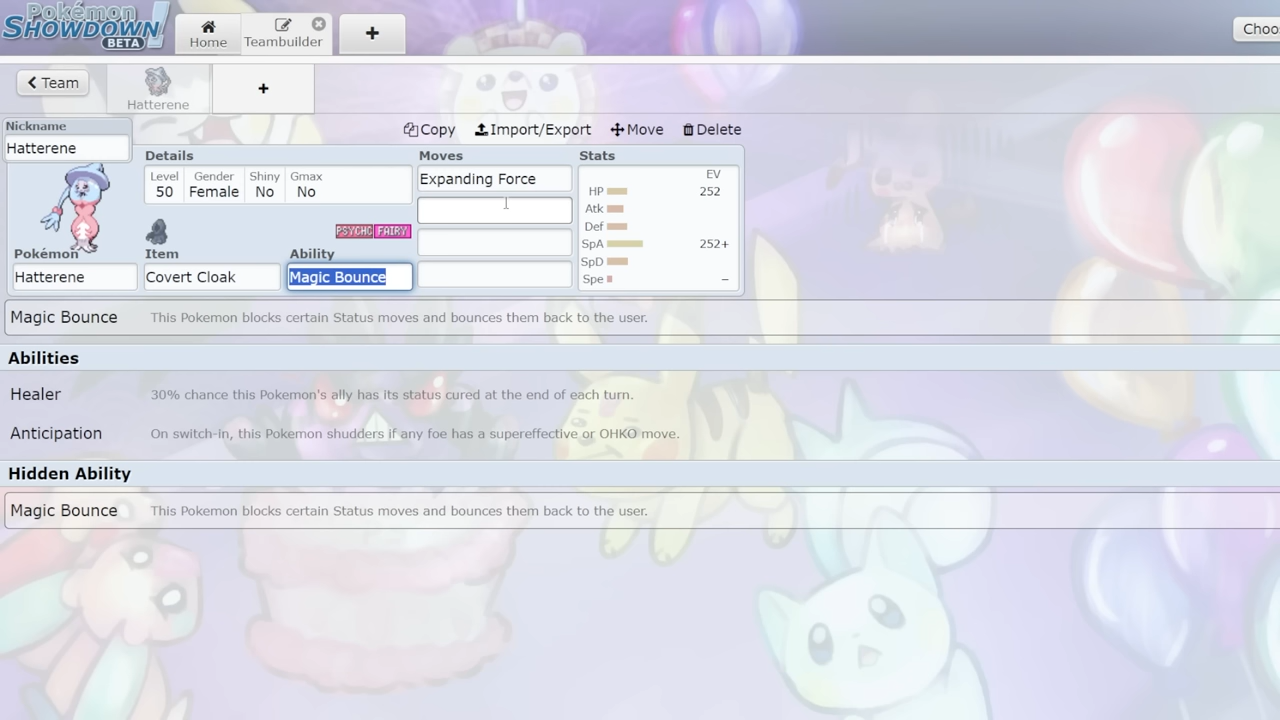 Pokémon
SHOWDOWN!
BETA
Home
Teambuilder
+
Choo
Team
Hatterene
+
Nickname
Hatterene
Copy
Import/Export
Move
Delete
Details
Level
Gender
Shiny
Gmax
50
Female
No
No
PSYCHC FAIRY
Pokémon
Item
Ability
Hatterene
Covert Cloak
Magic Bounce
Moves
Expanding Force
Stats
EV
HP 252
Atk
Def
SpA 252+
SpD
Spe –
Magic Bounce This Pokemon blocks certain Status moves and bounces them back to the user.
Abilities
Healer 30% chance this Pokemon's ally has its status cured at the end of each turn.
Anticipation On switch-in, this Pokemon shudders if any foe has a supereffective or OHKO move.
Hidden Ability
Magic Bounce This Pokemon blocks certain Status moves and bounces them back to the user.